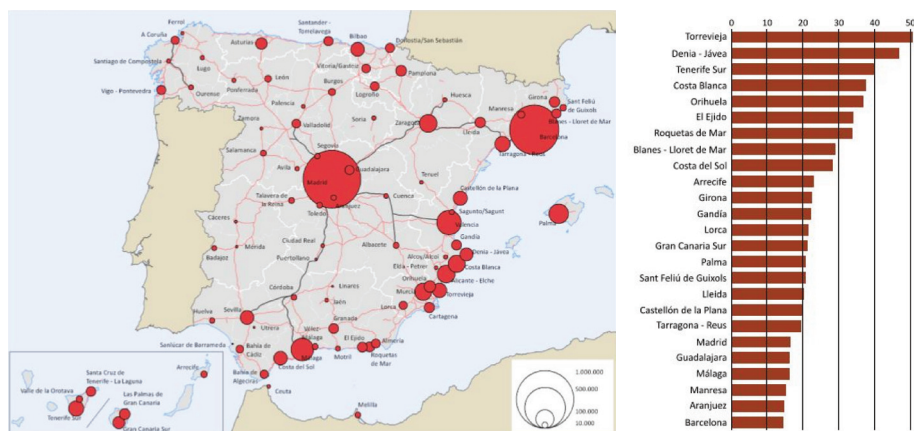 Ferrol
A Coruña
Santiago de Compostela
Lugo
Asturias
Santander -
Torrelavega
Bilbao
Donostia/San Sebastián
Vitoria/Gasteiz
Pamplona
León
Ponferrada
Burgos
Logroño
Vigo - Pontevedra
Ourense
Palencia
Huesca
Girona
Sant Feliú
de Guixols
Manresa
Zamora
Valladolid
Soria
Zaragoza
Lleida
Blanes - Lloret de Mar
Barcelona
Tarragona - Reus
Salamanca
Segovia
Ávila
Guadalajara
Madrid
Teruel
Castellón de la Plana
Talavera de
la Reina
Aranjuez
Toledo
Cuenca
Sagunto/Sagunt
Valencia
Palma
Cáceres
Gandía
Badajoz
Mérida
Ciudad Real
Puertollano
Albacete
Alcoy/Alcoi
Denia - Jávea
Elda - Petrer
Costa Blanca
Alicante - Elche
Orihuela
Murcia
Torrevieja
Linares
Córdoba
Jaén
Lorca
Cartagena
Huelva
Sevilla
Utrera
Granada
Vélez
Málaga
El Ejido
Almería
Sanlúcar de Barrameda
Bahía de
Cádiz
Málaga
Costa del Sol
Motril
Roquetas
de Mar
Bahía de
Algeciras
Ceuta
Melilla
Arrecife
Santa Cruz de
Tenerife - La Laguna
Valle de la Orotava
Las Palmas de
Gran Canaria
Tenerife Sur
Gran Canaria Sur
1.000.000
500.000
100.000
10.000
0 10 20 30 40 50
Torrevieja
Denia - Jávea
Tenerife Sur
Costa Blanca
Orihuela
El Ejido
Roquetas de Mar
Blanes - Lloret de Mar
Costa del Sol
Arrecife
Girona
Gandía
Lorca
Gran Canaria Sur
Palma
Sant Feliú de Guixols
Lleida
Castellón de la Plana
Tarragona - Reus
Madrid
Guadalajara
Málaga
Manresa
Aranjuez
Barcelona